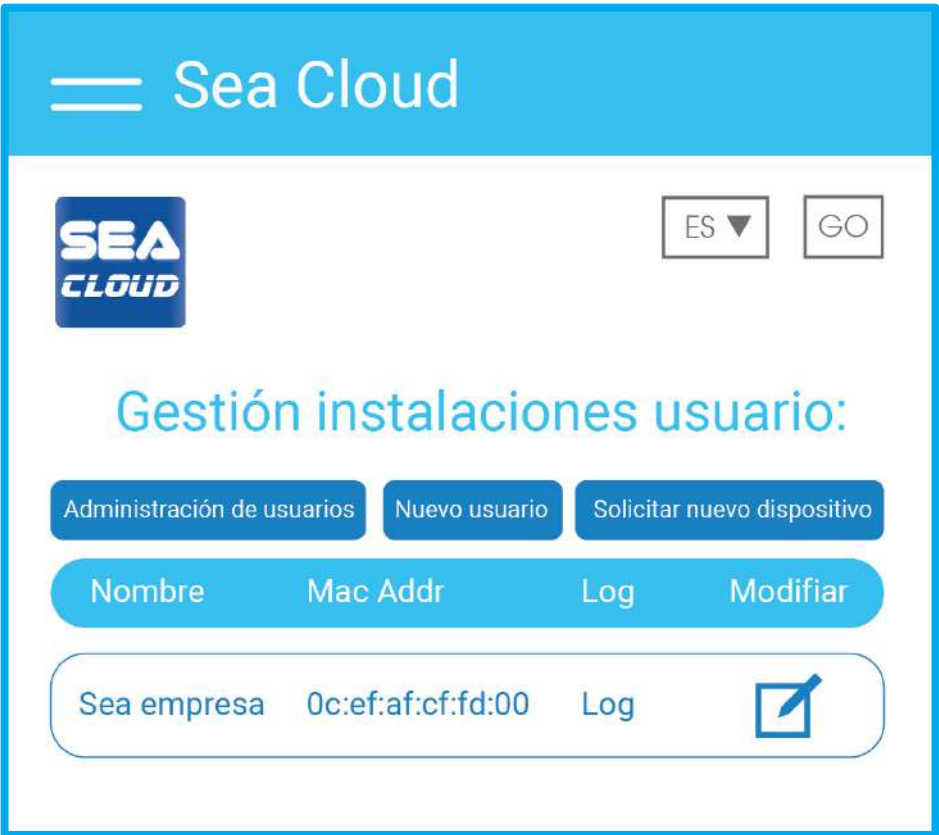 Sea Cloud
SEA
CLOUD
ES
GO
Gestión instalaciones usuario:
Administración de usuarios Nuevo usuario Solicitar nuevo dispositivo
Nombre Mac Addr Log Modifiar
Sea empresa 0c:ef:af:cf:fd:00 Log